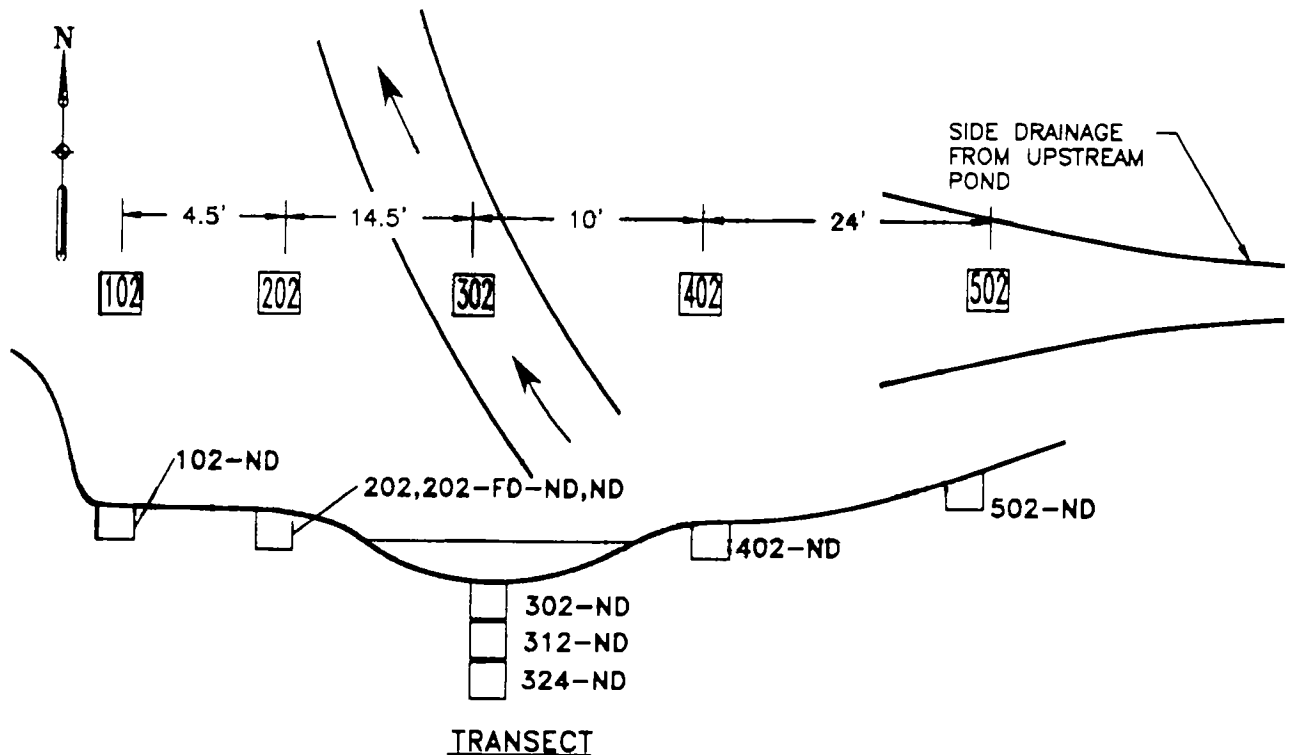 N
SIDE DRAINAGE
FROM UPSTREAM
POND
4.5'
14.5'
10'
24'
102
202
302
402
502
102-ND
202,202-FD-ND,ND
502-ND
402-ND
302-ND
312-ND
324-ND
TRANSECT